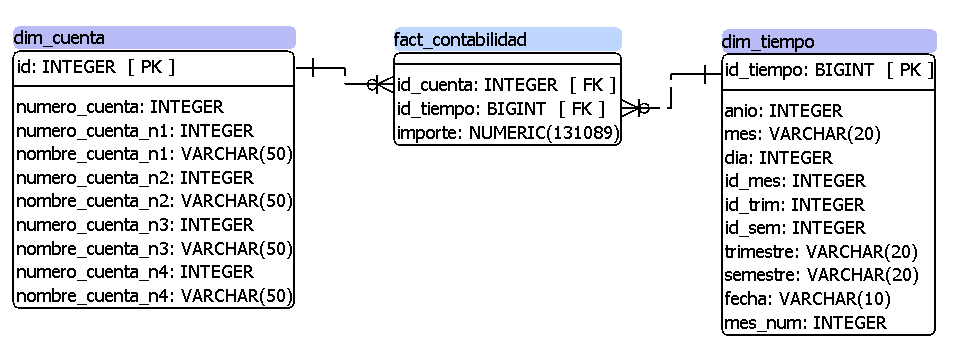 dim_cuenta
id: INTEGER [ PK ]
numero_cuenta: INTEGER
numero_cuenta_n1: INTEGER
nombre_cuenta_n1: VARCHAR(50)
numero_cuenta_n2: INTEGER
nombre_cuenta_n2: VARCHAR(50)
numero_cuenta_n3: INTEGER
nombre_cuenta_n3: VARCHAR(50)
numero_cuenta_n4: INTEGER
nombre_cuenta_n4: VARCHAR(50)
fact_contabilidad
id_cuenta: INTEGER [ FK ]
id_tiempo: BIGINT [ FK ]
importe: NUMERIC(131089)
dim_tiempo
id_tiempo: BIGINT [ PK ]
anio: INTEGER
mes: VARCHAR(20)
dia: INTEGER
id_mes: INTEGER
id_trim: INTEGER
id_sem: INTEGER
trimestre: VARCHAR(20)
semestre: VARCHAR(20)
fecha: VARCHAR(10)
mes_num: INTEGER